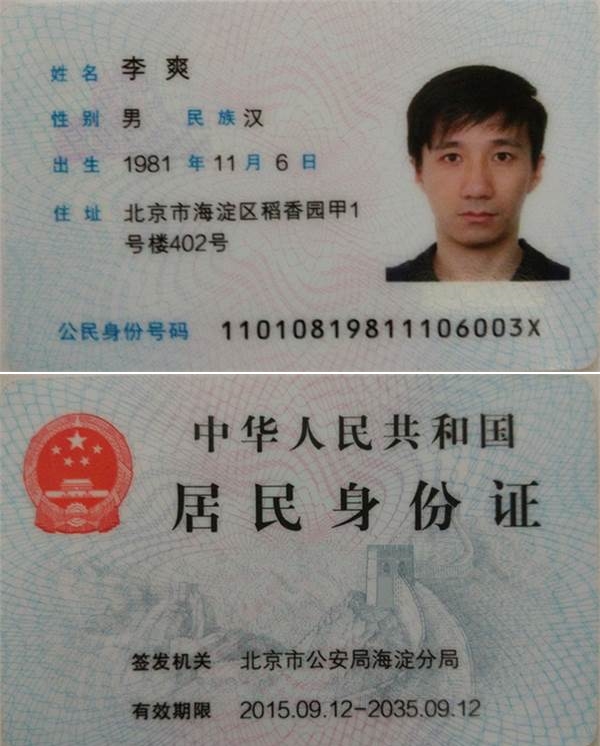 姓名 李爽
性别 男 民族 汉
出生 1981 年 11 月 6 日
住址 北京市海淀区稻香园甲1
号楼402号
公民身份号码 11010819811106003X
中华人民共和国
居民身份证
签发机关 北京市公安局海淀分局
有效期限 2015.09.12-2035.09.12